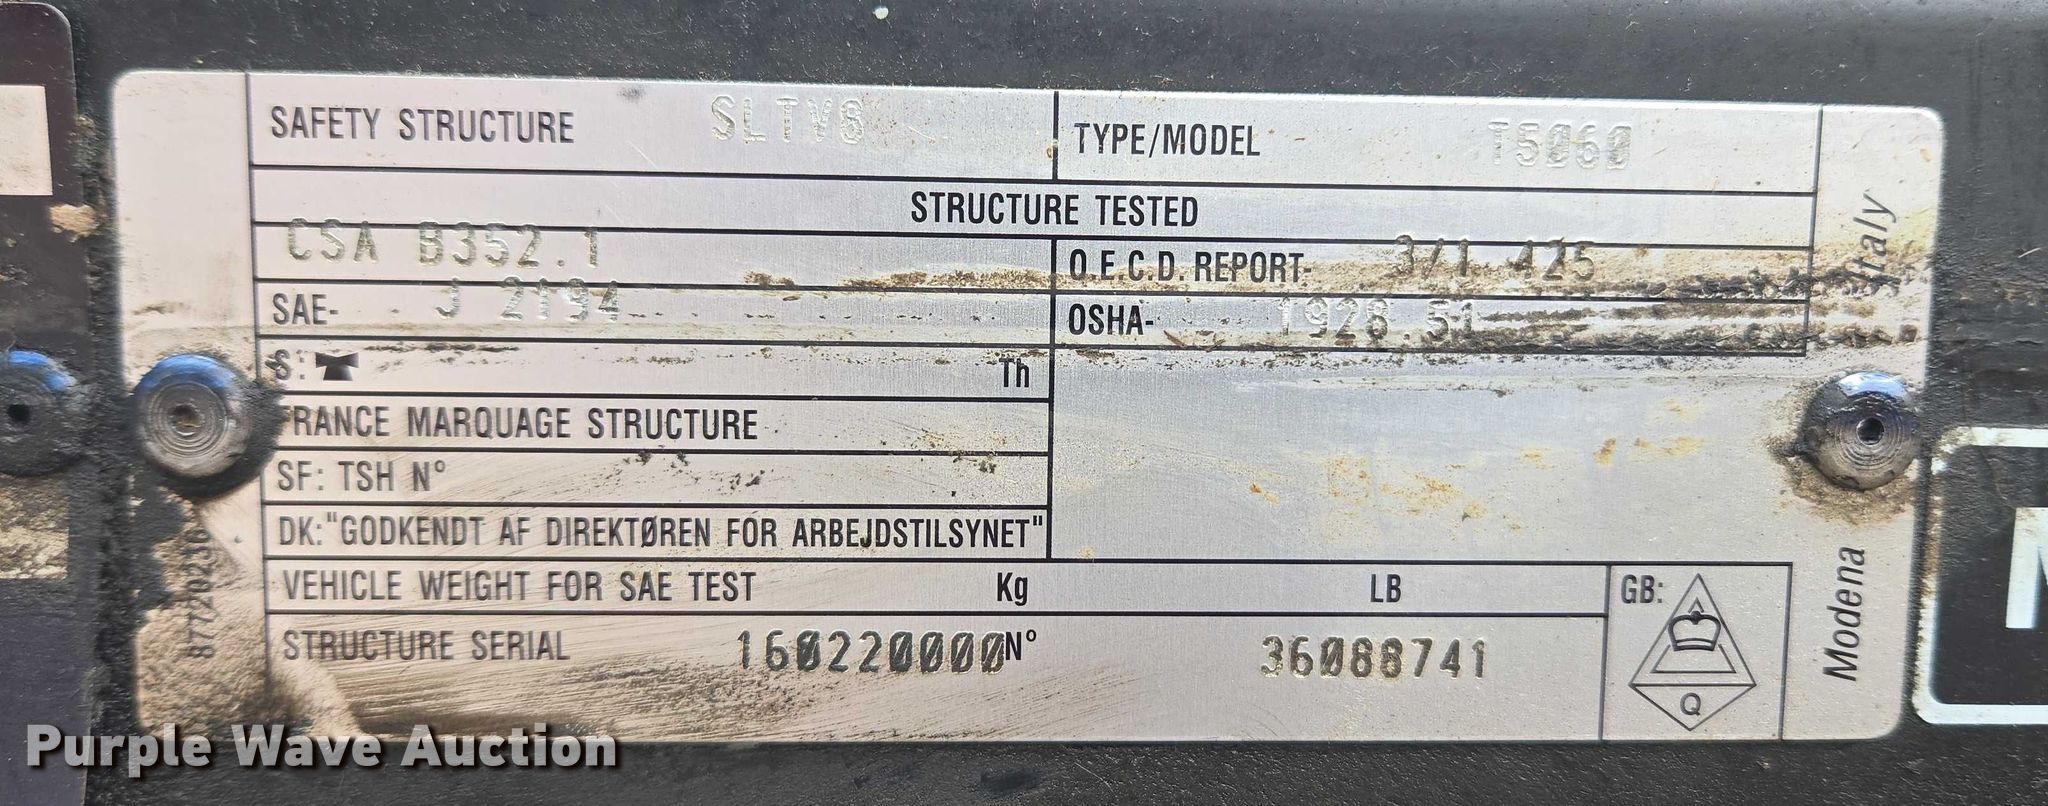 SAFETY STRUCTURE SLTV8 TYPE/MODEL T5060
STRUCTURE TESTED
CSA B352.1 O.E.C.D. REPORT- 3/1 425
SAE- J 2194 OSHA- 1928.51
S: Th
FRANCE MARQUAGE STRUCTURE
SF: TSH N°
DK: "GODKENDT AF DIREKTØREN FOR ARBEJDSTILSYNET"
VEHICLE WEIGHT FOR SAE TEST Kg LB GB:
STRUCTURE SERIAL 160220000 N° 36088741
Q
Modena
Italy
Purple Wave Auction